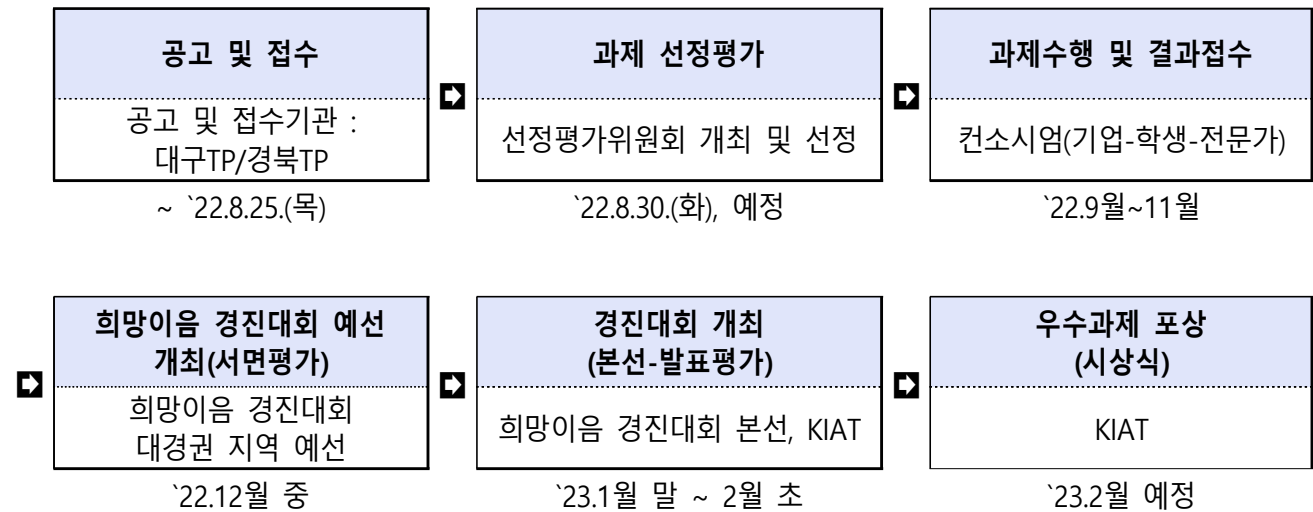 공고 및 접수
공고 및 접수기관 :
대구TP/경북TP
~ `22.8.25.(목)
과제 선정평가
선정평가위원회 개최 및 선정
`22.8.30.(화), 예정
과제수행 및 결과접수
컨소시엄(기업-학생-전문가)
`22.9월~11월
희망이음 경진대회 예선
개최(서면평가)
희망이음 경진대회
대경권 지역 예선
`22.12월 중
경진대회 개최
(본선-발표평가)
희망이음 경진대회 본선, KIAT
`23.1월 말 ~ 2월 초
우수과제 포상
(시상식)
KIAT
`23.2월 예정